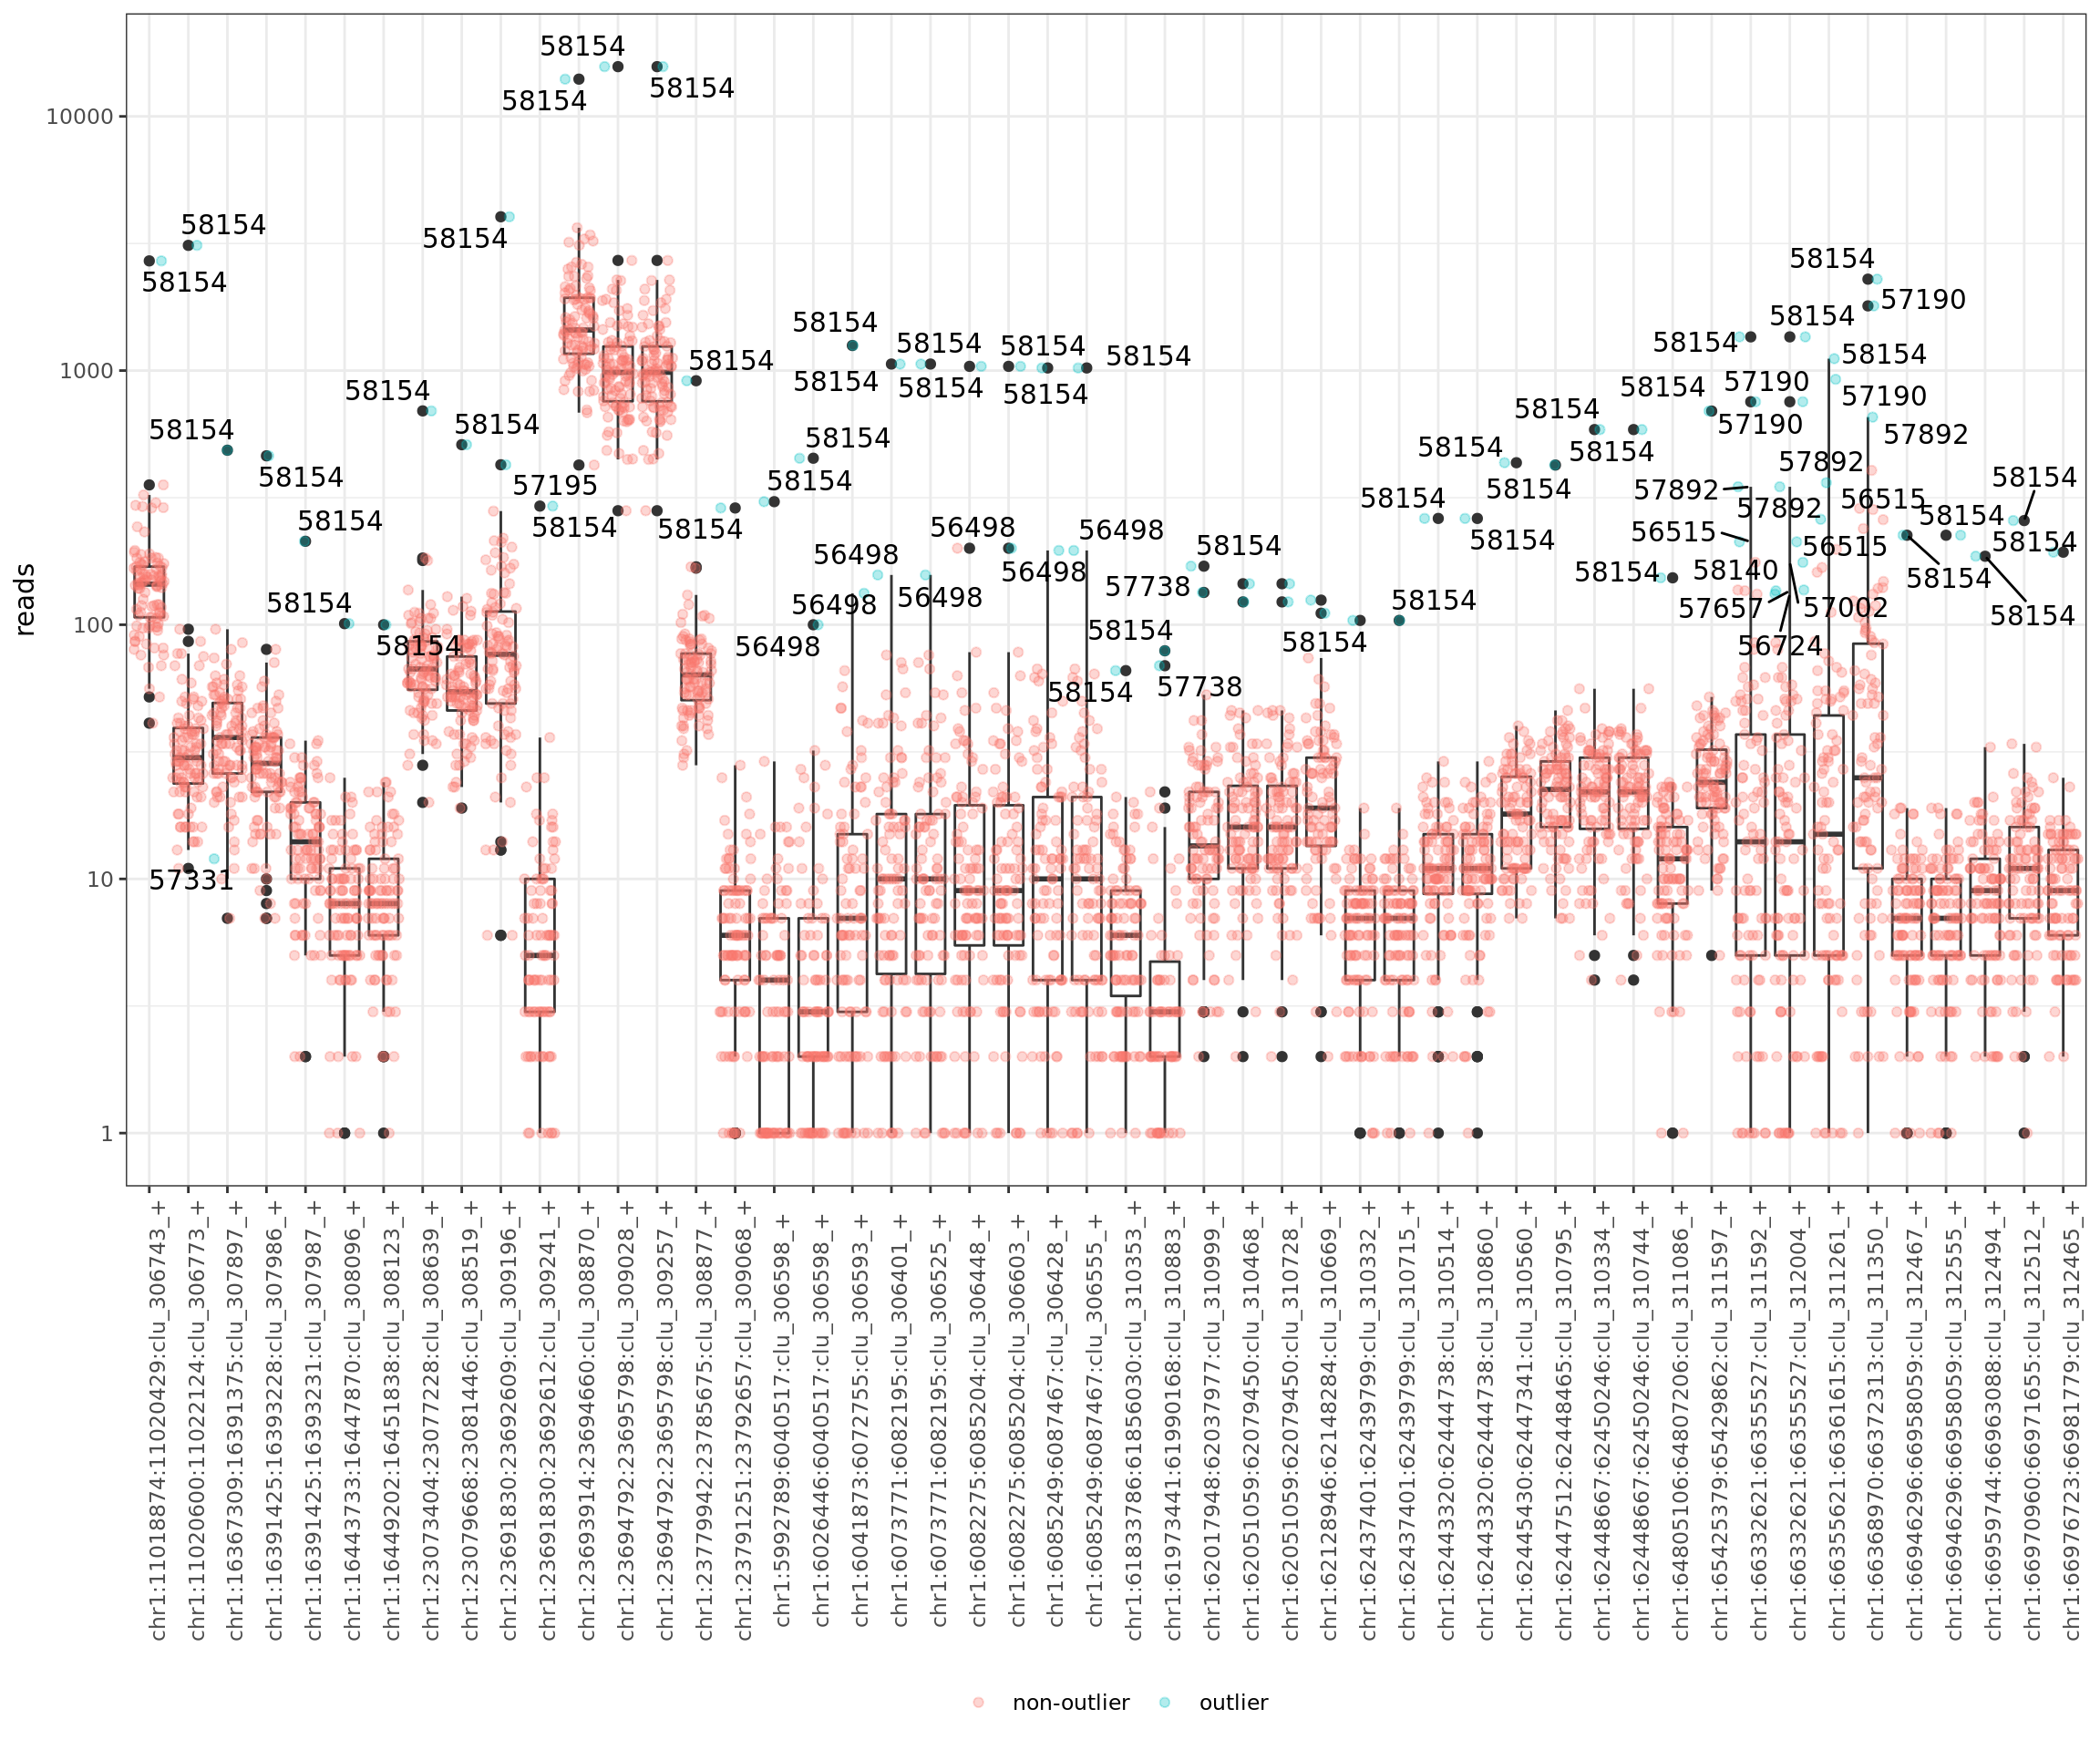 58154
58154
58154
58154
58154
58154
58154
58154
58154
58154
57190
58154
58154
58154
58154
58154
58154
58154
58154
58154
58154
58154
58154
57190
58154
57190
58154
58154
58154
57190
57892
58154
58154
58154
58154
57892
58154
58154
57195
58154
57892
56515
57892
58154
58154
58154
58154
56498
56498
56515
58154
58154
58154
56498
58154
56515
58154
56498
58154
58140
58154
57738
58154
58154
56498
56498
57657
57002
58154
58154
58154
56498
58154
56724
57738
58154
57331
reads
10000
1000
100
10
1
chr1:11018874:11020429:clu_306743_+
chr1:11020600:11022124:clu_306773_+
chr1:16367309:16391375:clu_307897_+
chr1:16391425:16393228:clu_307986_+
chr1:16391425:16393231:clu_307987_+
chr1:16443733:16447870:clu_308096_+
chr1:16449202:16451838:clu_308123_+
chr1:23073404:23077228:clu_308639_+
chr1:23079668:23081446:clu_308519_+
chr1:23691830:23692609:clu_309196_+
chr1:23691830:23692612:clu_309241_+
chr1:23693914:23694660:clu_308870_+
chr1:23694792:23695798:clu_309028_+
chr1:23694792:23695798:clu_309257_+
chr1:23779942:23785675:clu_308877_+
chr1:23791251:23792657:clu_309068_+
chr1:5992789:6040517:clu_306598_+
chr1:6026446:6040517:clu_306598_+
chr1:6041873:6072755:clu_306593_+
chr1:6073771:6082195:clu_306401_+
chr1:6073771:6082195:clu_306525_+
chr1:6082275:6085204:clu_306448_+
chr1:6082275:6085204:clu_306603_+
chr1:6085249:6087467:clu_306428_+
chr1:6085249:6087467:clu_306555_+
chr1:61833786:61856030:clu_310353_+
chr1:61973441:61990168:clu_310883_+
chr1:62017948:62037977:clu_310999_+
chr1:62051059:62079450:clu_310468_+
chr1:62051059:62079450:clu_310728_+
chr1:62128946:62148284:clu_310669_+
chr1:62437401:62439799:clu_310332_+
chr1:62437401:62439799:clu_310715_+
chr1:62443320:62444738:clu_310514_+
chr1:62443320:62444738:clu_310860_+
chr1:62445430:62447341:clu_310560_+
chr1:62447512:62448465:clu_310795_+
chr1:62448667:62450246:clu_310334_+
chr1:62448667:62450246:clu_310744_+
chr1:64805106:64807206:clu_311086_+
chr1:65425379:65429862:clu_311597_+
chr1:66332621:66355527:clu_311592_+
chr1:66332621:66355527:clu_312004_+
chr1:66355621:66361615:clu_311261_+
chr1:66368970:66372313:clu_311350_+
chr1:66946296:66958059:clu_312467_+
chr1:66946296:66958059:clu_312555_+
chr1:66959744:66963088:clu_312494_+
chr1:66970960:66971655:clu_312512_+
chr1:66976723:66981779:clu_312465_+
non-outlier
outlier